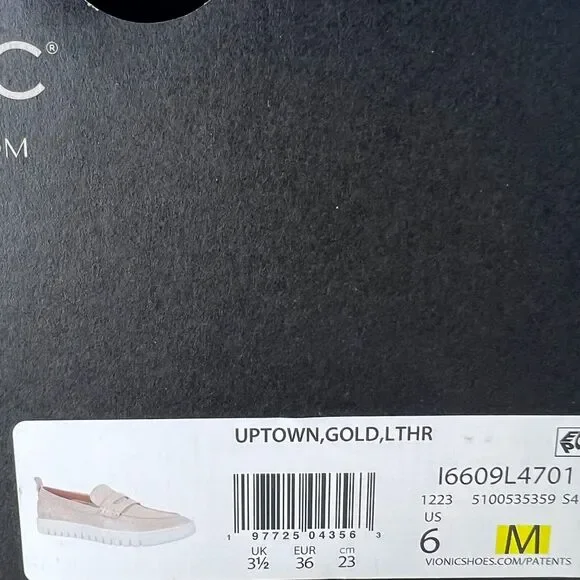 C®
OM
UPTOWN,GOLD,LTHR
I6609L4701
1223 5100535359 S4
1 97725 04356 3
US
6 M
UK EUR cm
3½ 36 23
VIONICSHOES.COM/PATENTS